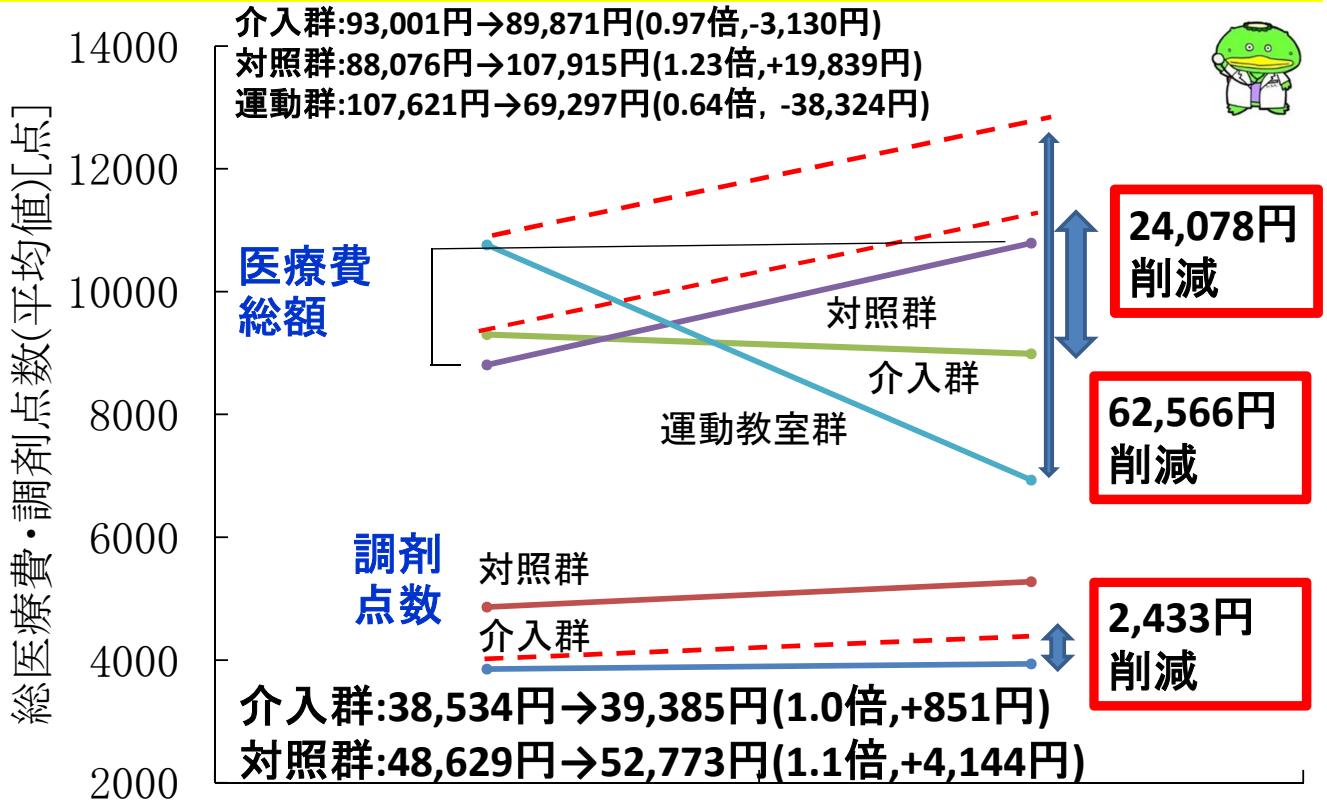 介入群:93,001円→89,871円(0.97倍,-3,130円)
対照群:88,076円→107,915円(1.23倍,+19,839円)
運動群:107,621円→69,297円(0.64倍, -38,324円)
総医療費・調剤点数(平均値)[点]
14000
12000
10000
8000
6000
4000
2000
医療費
総額
対照群
介入群
運動教室群
24,078円
削減
62,566円
削減
調剤
点数
対照群
介入群
2,433円
削減
介入群:38,534円→39,385円(1.0倍,+851円)
対照群:48,629円→52,773円(1.1倍,+4,144円)